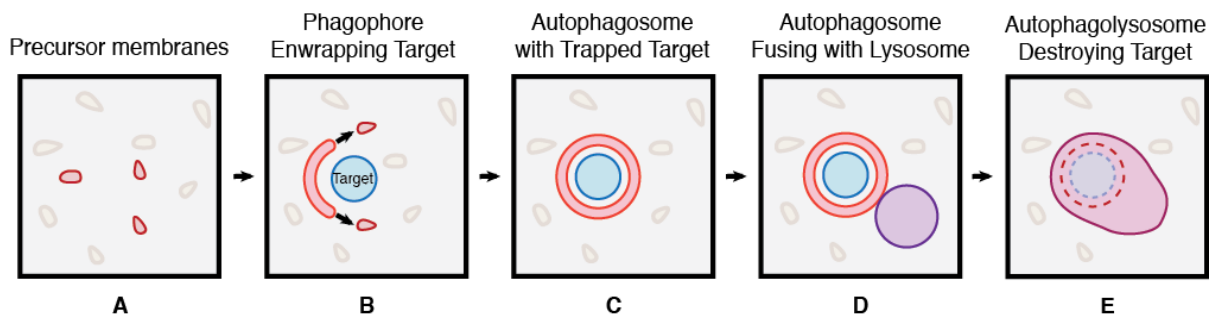 Precursor membranes
Phagophore
Enwrapping Target
Autophagosome
with Trapped Target
Autophagosome
Fusing with Lysosome
Autophagolysosome
Destroying Target
Target
A
B
C
D
E